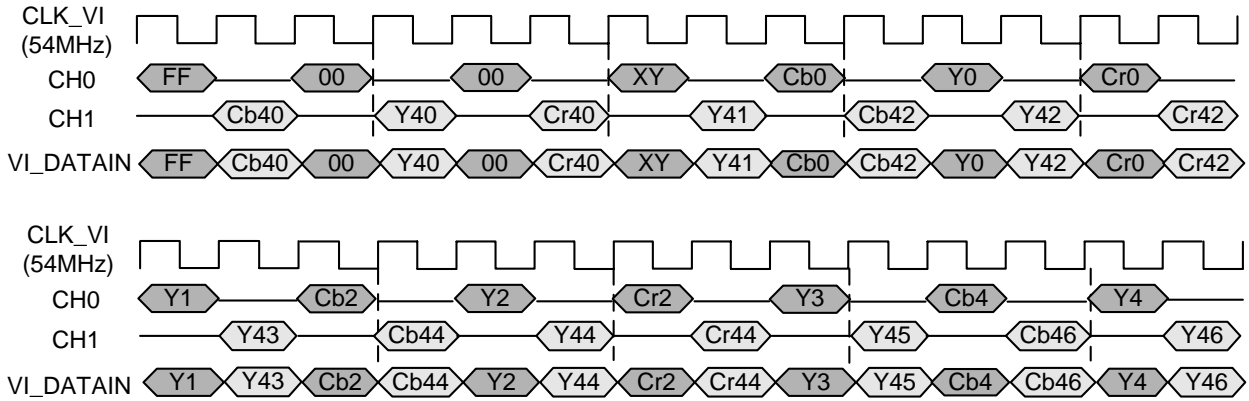 CLK_VI
(54MHz)
CH0 FF 00 00 XY Cb0 Y0 Cr0
CH1 Cb40 Y40 Cr40 Y41 Cb42 Y42 Cr42
VI_DATAIN FF Cb40 00 Y40 00 Cr40 XY Y41 Cb0 Cb42 Y0 Y42 Cr0 Cr42
CLK_VI
(54MHz)
CH0 Y1 Cb2 Y2 Cr2 Y3 Cb4 Y4
CH1 Y43 Cb44 Y44 Cr44 Y45 Cb46 Y46
VI_DATAIN Y1 Y43 Cb2 Cb44 Y2 Y44 Cr2 Cr44 Y3 Y45 Cb4 Cb46 Y4 Y46